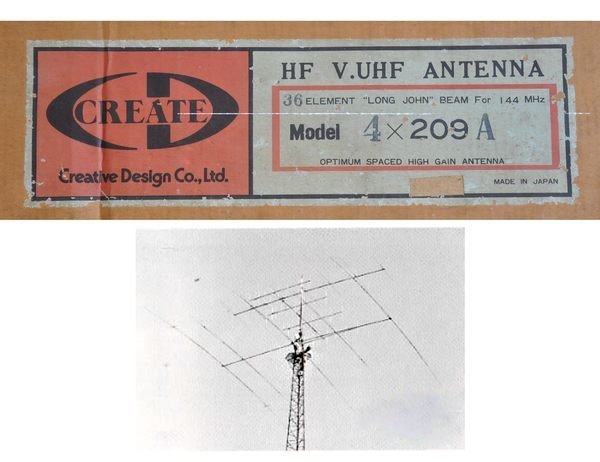 CREATE
Creative Design Co., Ltd.
HF V.UHF ANTENNA
36 ELEMENT "LONG JOHN" BEAM For 144 MHz
Model 4×209A
OPTIMUM SPACED HIGH GAIN ANTENNA
MADE IN JAPAN